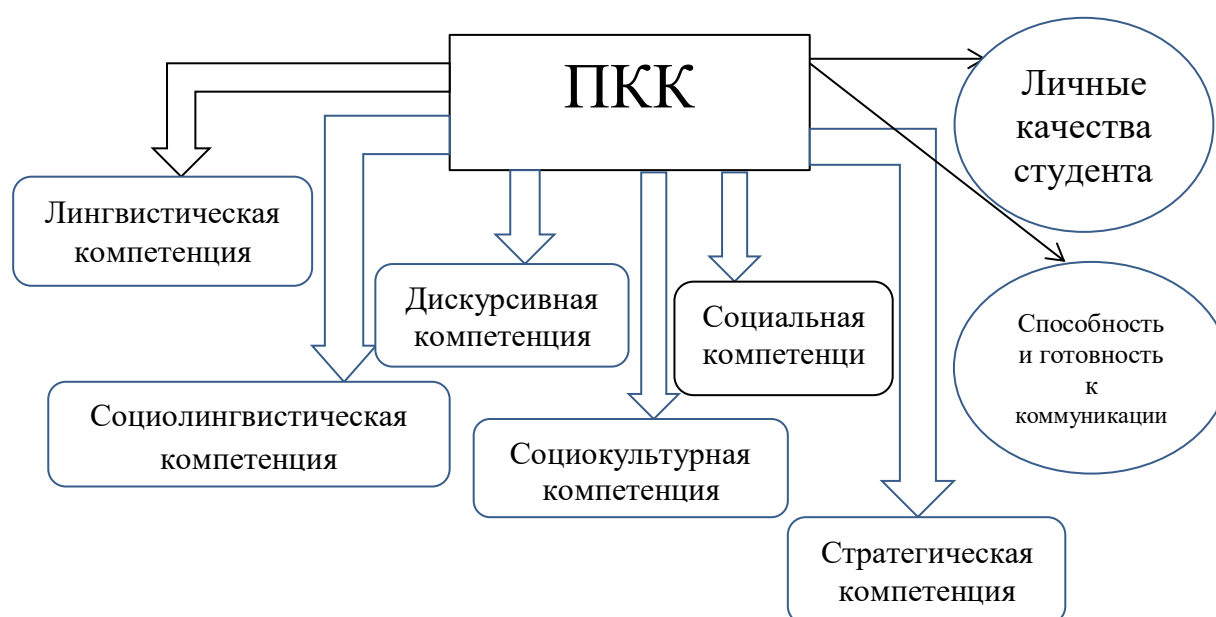 ПКК
Личные
качества
студента
Лингвистическая
компетенция
Дискурсивная
компетенция
Социальная
компетенци
Способность
и готовность
к
коммуникации
Социолингвистическая
компетенция
Социокультурная
компетенция
Стратегическая
компетенция